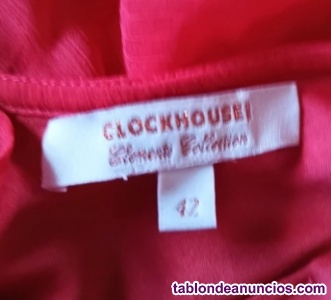 CLOCKHOUSE!
Elements Collection
42
tablondeanuncios.com